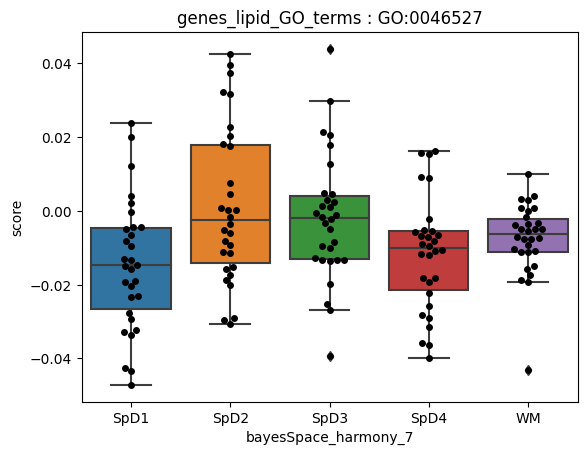 genes_lipid_GO_terms : GO:0046527
score
0.04
0.02
0.00
−0.02
−0.04
SpD1 SpD2 SpD3 SpD4 WM
bayesSpace_harmony_7